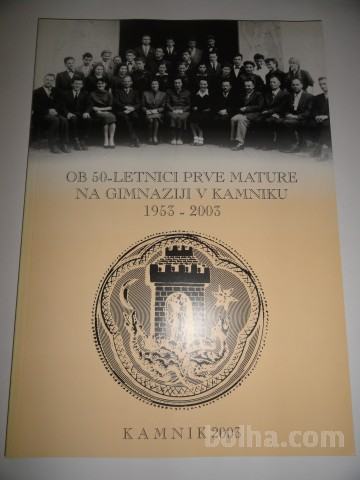 OB 50-LETNICI PRVE MATURE
NA GIMNAZIJI V KAMNIKU
1953 - 2003
KAMNIK 2003
bolha.com